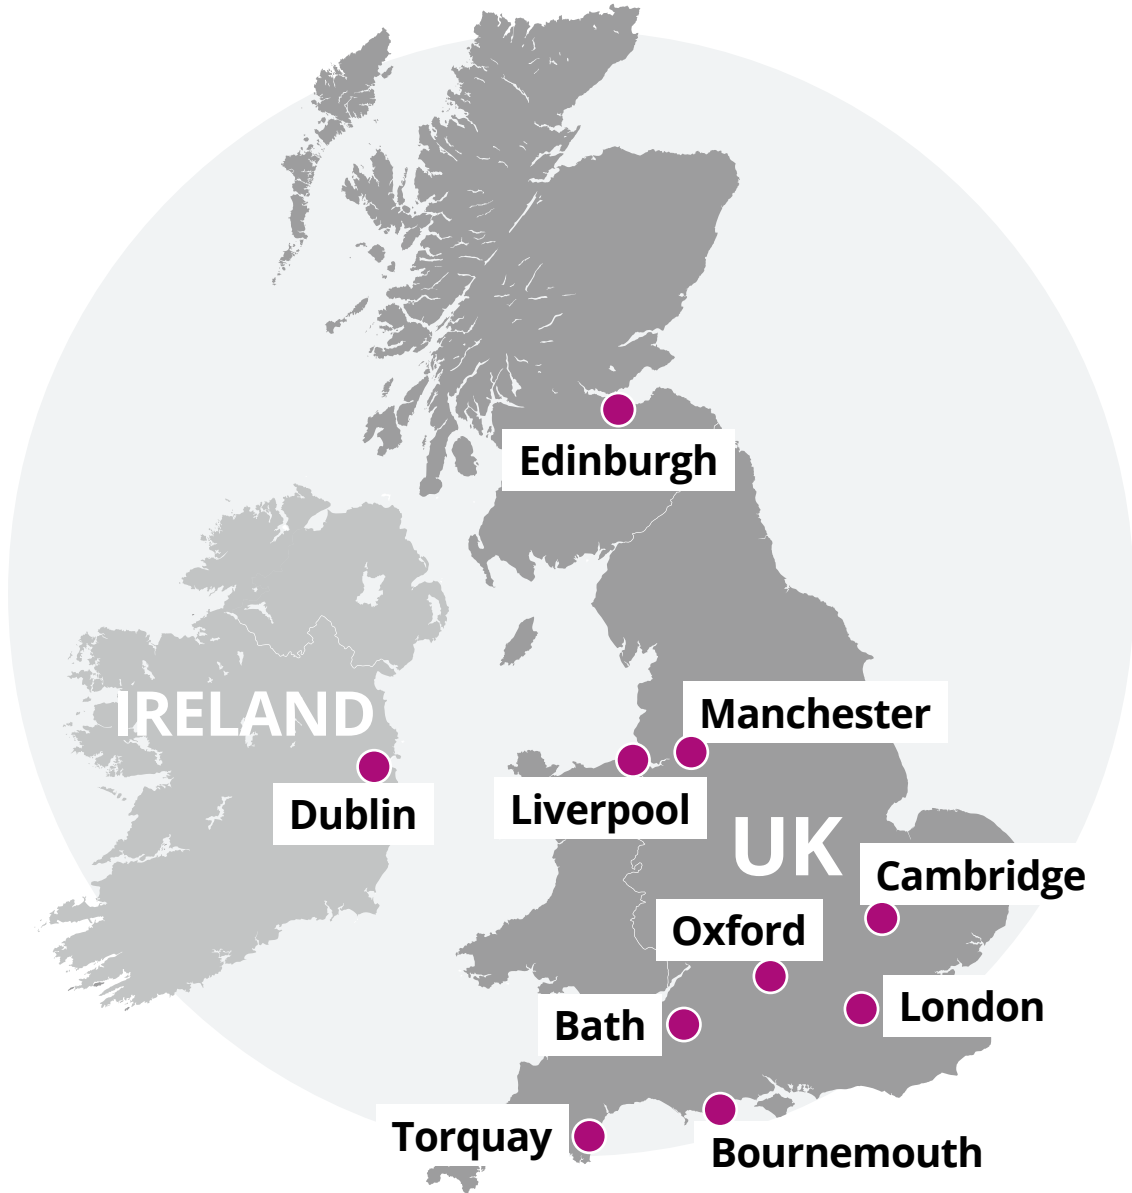 Edinburgh
IRELAND
Manchester
Dublin
Liverpool
UK
Cambridge
Oxford
London
Bath
Torquay
Bournemouth